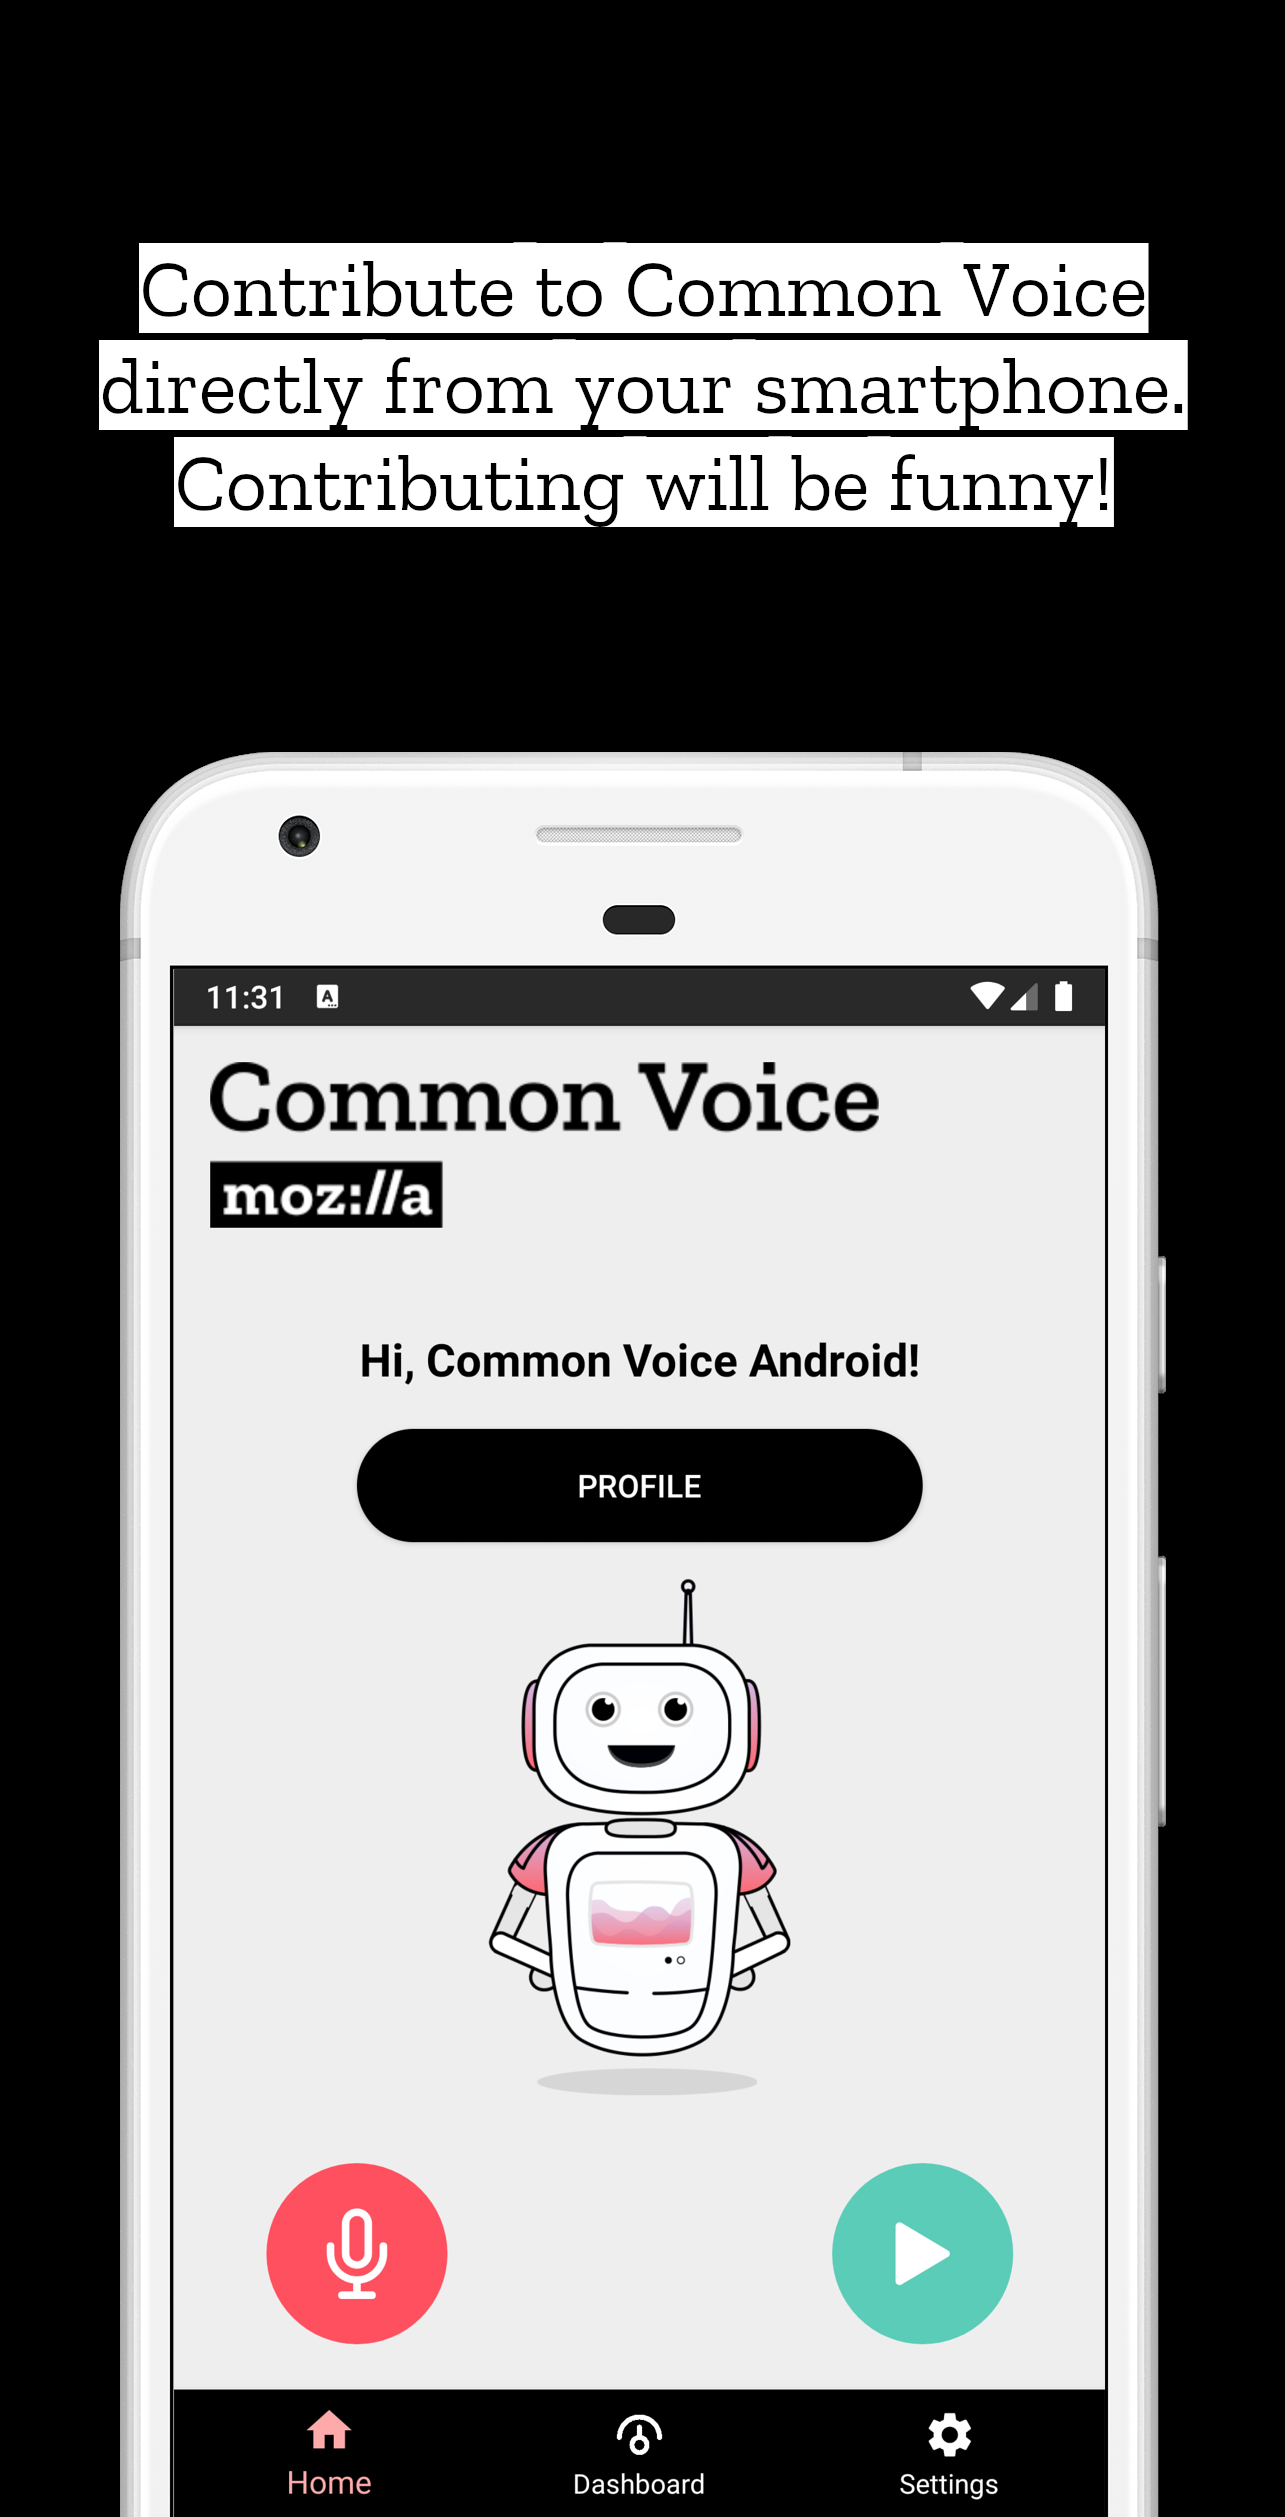 Contribute to Common Voice
directly from your smartphone.
Contributing will be funny!
11:31 A
Common Voice
moz://a
Hi, Common Voice Android!
PROFILE
Home Dashboard Settings